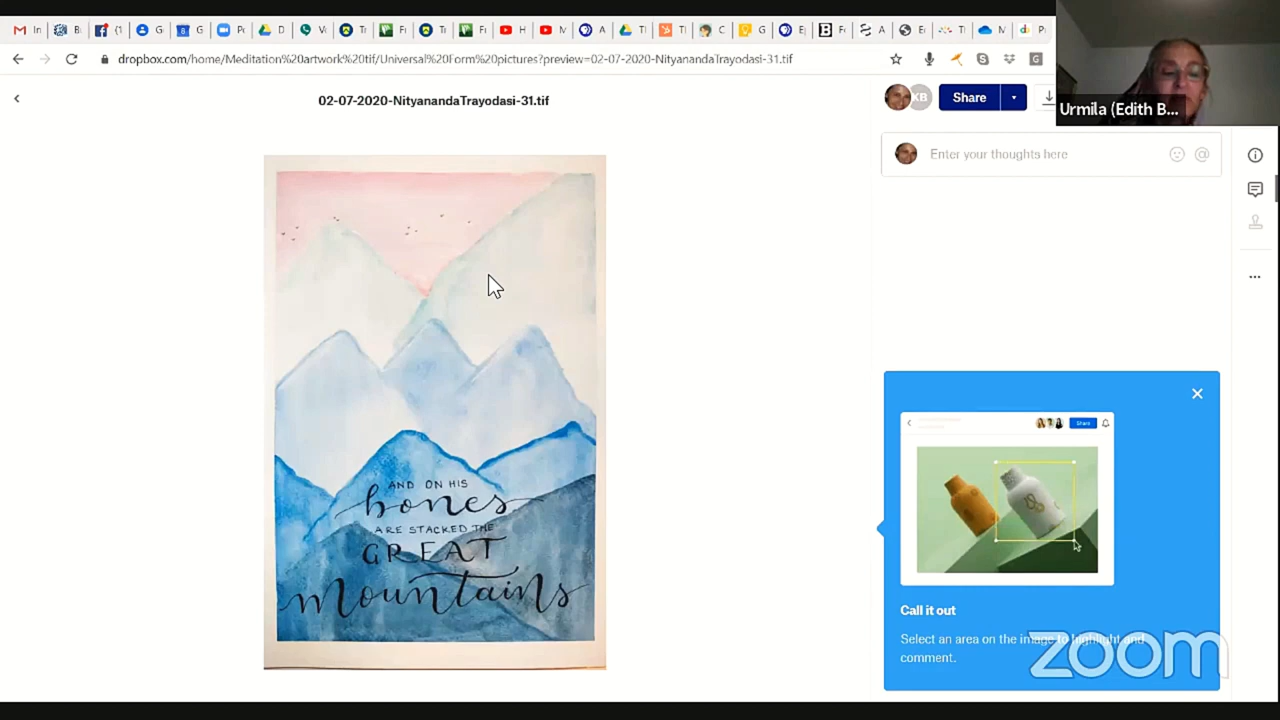 dropbox.com/home/Meditation%20artwork%20tif/Universal%20Form%20pictures?preview=02-07-2020-NityanandaTrayodasi-31.tif
Urmila (Edith B...
02-07-2020-NityanandaTrayodasi-31.tif
KB
Share
Enter your thoughts here
AND ON HIS
bones
ARE STACKED THE
GREAT
mountains
Share
Call it out
Select an area on the image to highlight and
comment.
zoom